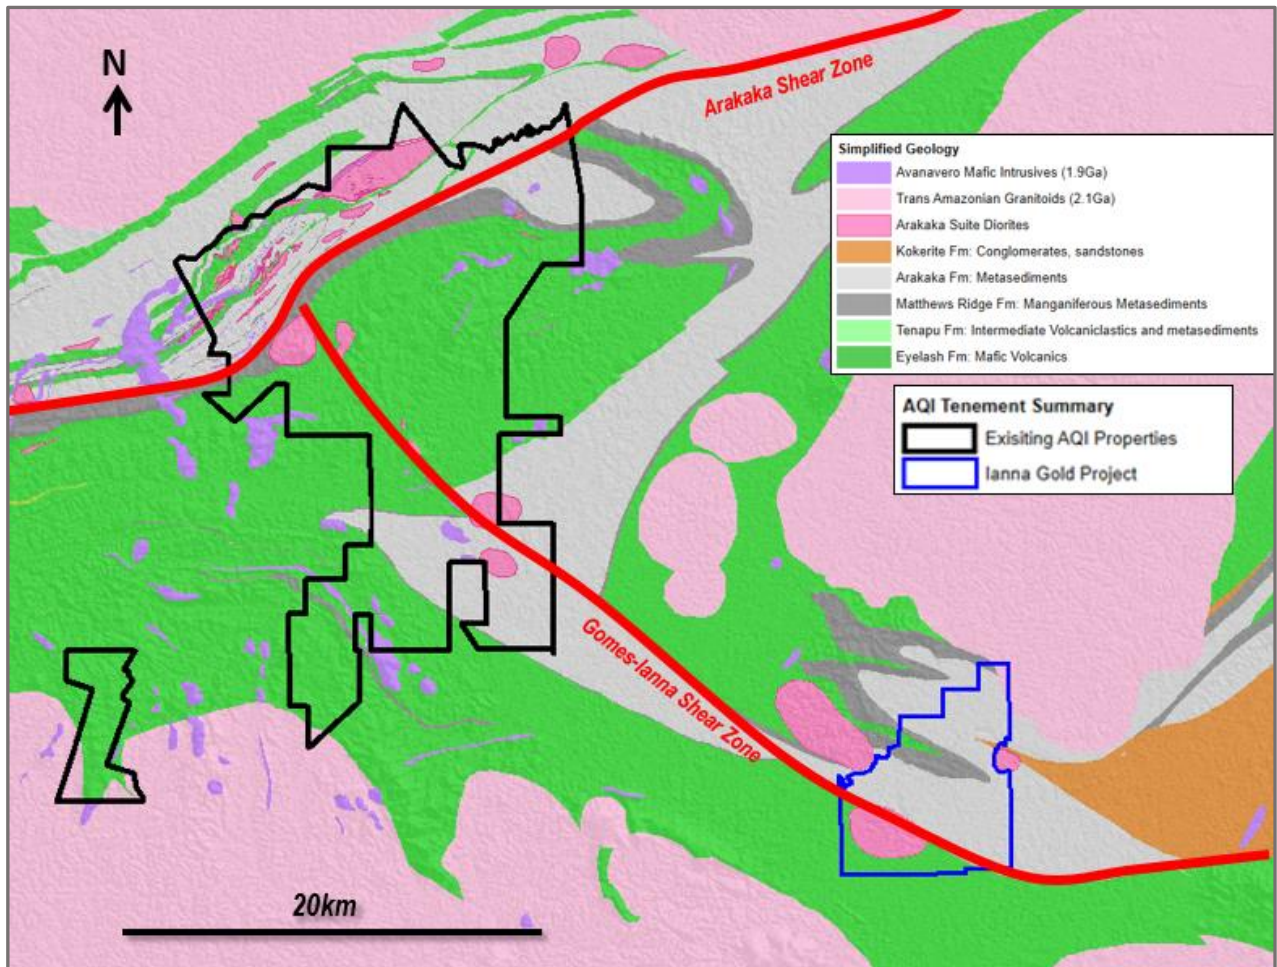 N
Arakaka Shear Zone
Simplified Geology
Avanavero Mafic Intrusives (1.9Ga)
Trans Amazonian Granitoids (2.1Ga)
Arakaka Suite Diorites
Kokerite Fm: Conglomerates, sandstones
Arakaka Fm: Metasediments
Matthews Ridge Fm: Manganiferous Metasediments
Tenapu Fm: Intermediate Volcaniclastics and metasediments
Eyelash Fm: Mafic Volcanics
AQI Tenement Summary
Exisiting AQI Properties
Ianna Gold Project
Gomes-Ianna Shear Zone
20km